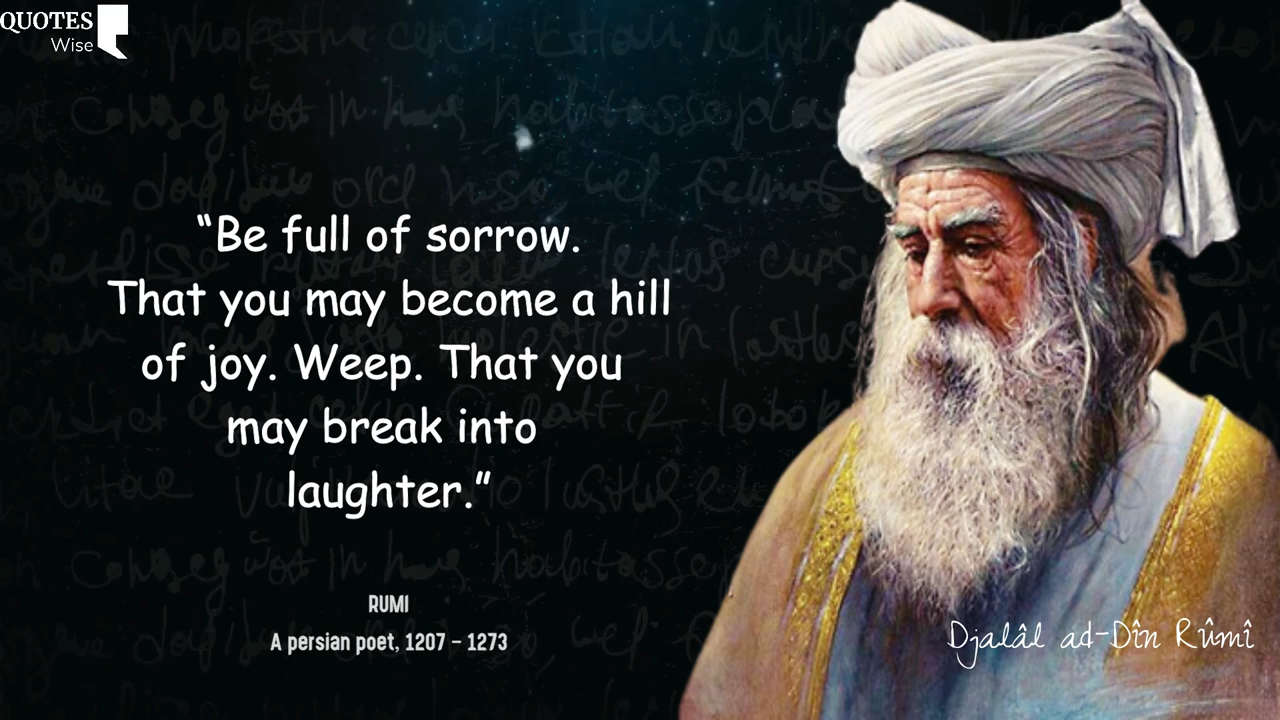 QUOTES
Wise
“Be full of sorrow.
That you may become a hill
of joy. Weep. That you
may break into
laughter.”
RUMI
A persian poet, 1207 – 1273
Djalâl ad-Dîn Rûmî